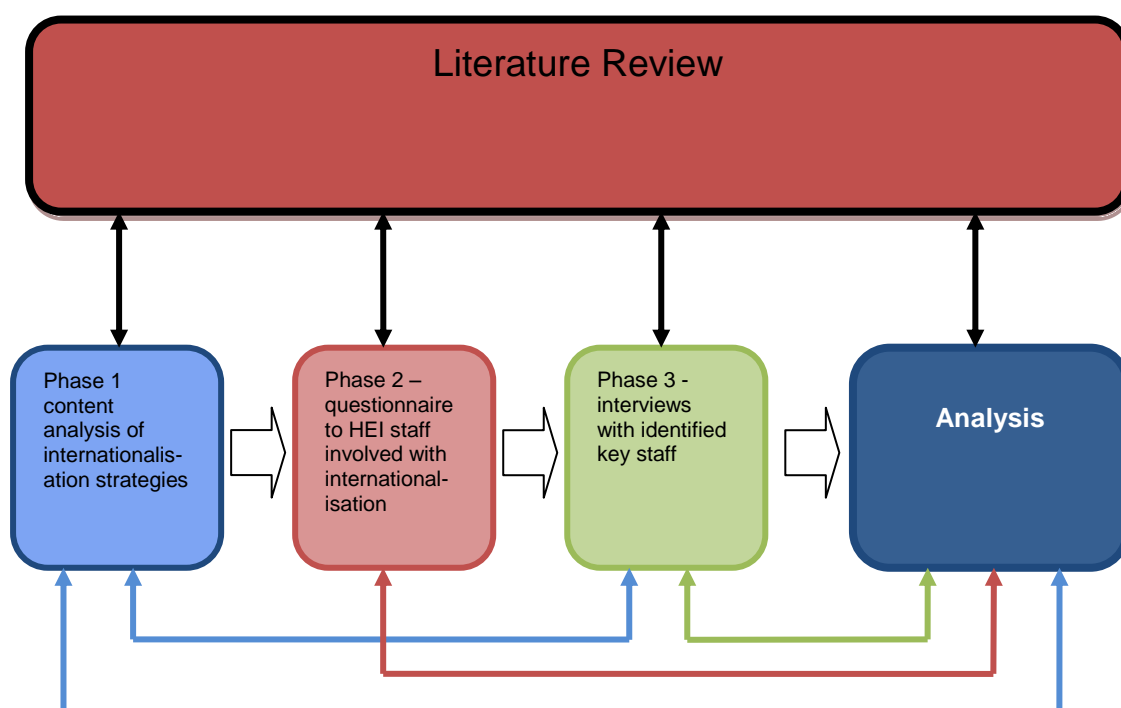 Literature Review
Phase 1
content
analysis of
internationalis-
ation strategies
Phase 2 –
questionnaire
to HEI staff
involved with
international-
isation
Phase 3 -
interviews
with identified
key staff
Analysis